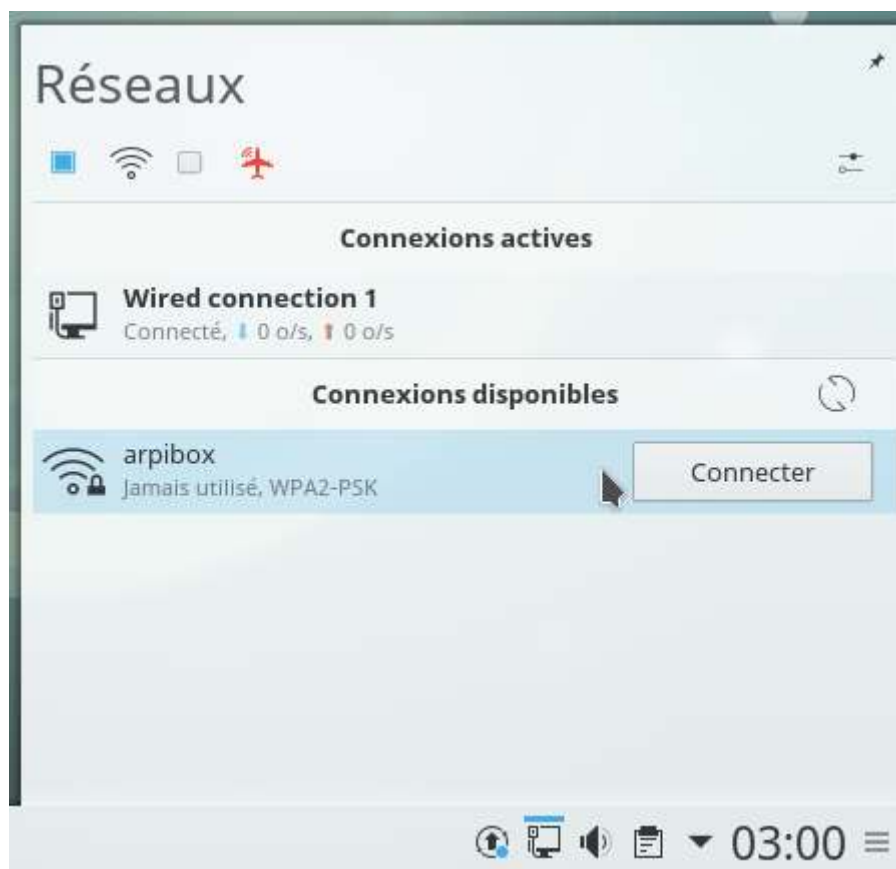 Réseaux
Connexions actives
Wired connection 1
Connecté, ⬇ 0 o/s, ⬆ 0 o/s
Connexions disponibles
arpibox
Jamais utilisé, WPA2-PSK
Connecter
03:00